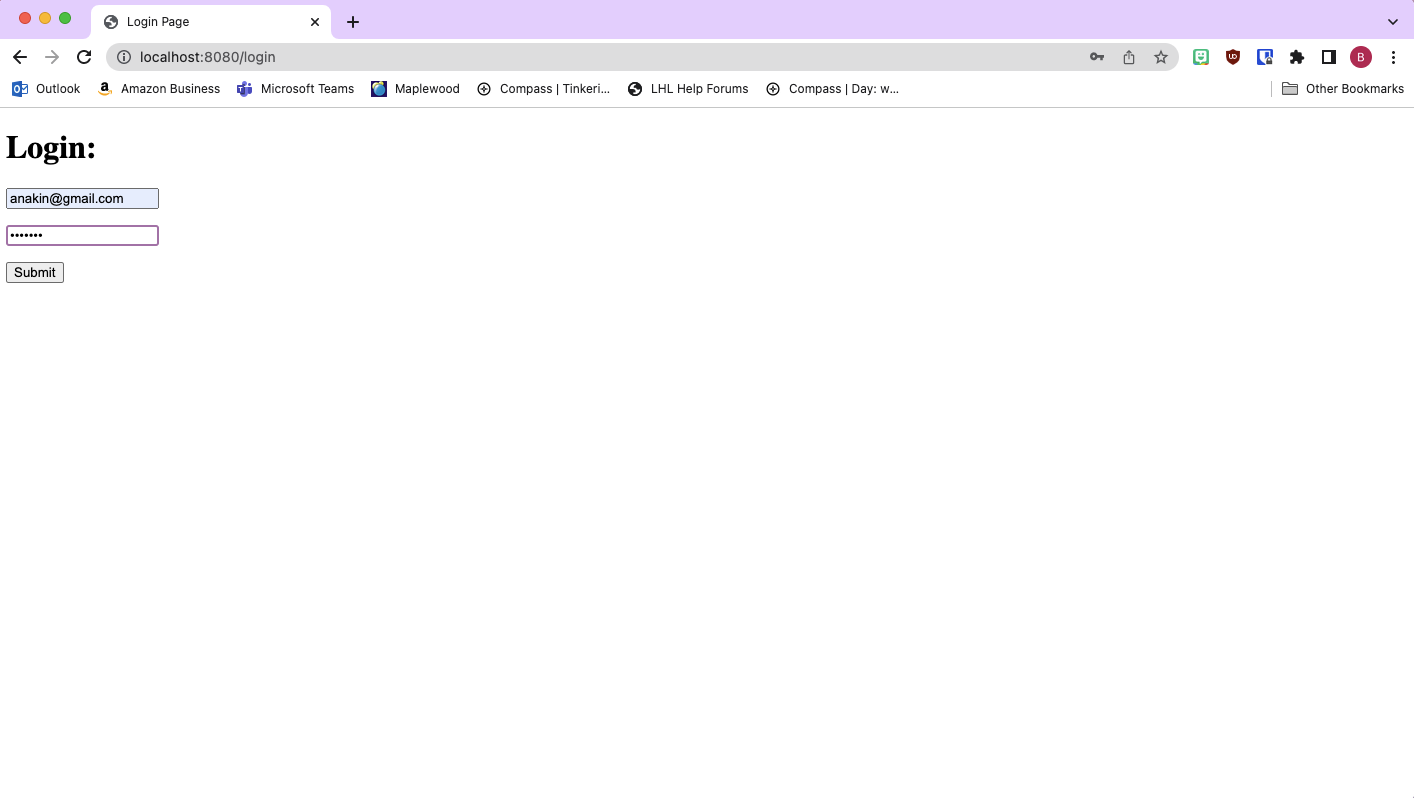 Login Page
localhost:8080/login
B
Outlook Amazon Business Microsoft Teams Maplewood Compass | Tinkeri... LHL Help Forums Compass | Day: w... Other Bookmarks
Login:
anakin@gmail.com
•••••••
Submit